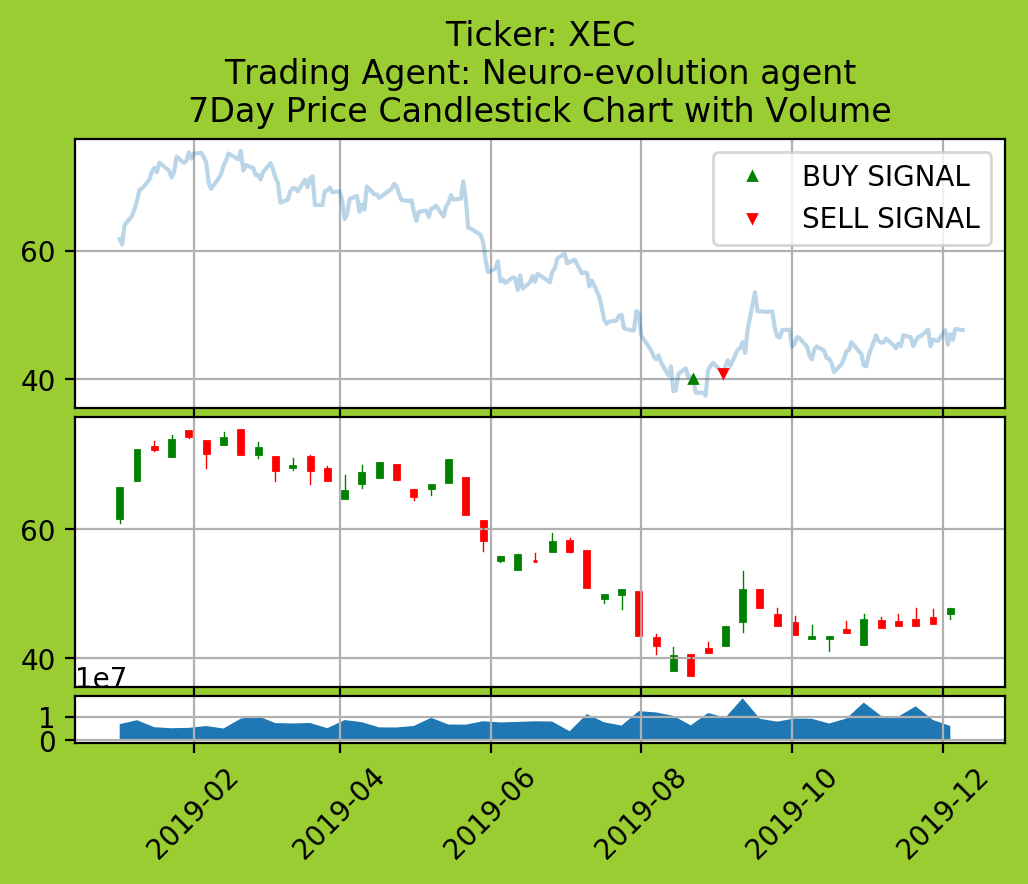 Ticker: XEC
Trading Agent: Neuro-evolution agent
7Day Price Candlestick Chart with Volume
BUY SIGNAL
SELL SIGNAL
60
40
60
40
1e7
1
0
2019-02
2019-04
2019-06
2019-08
2019-10
2019-12